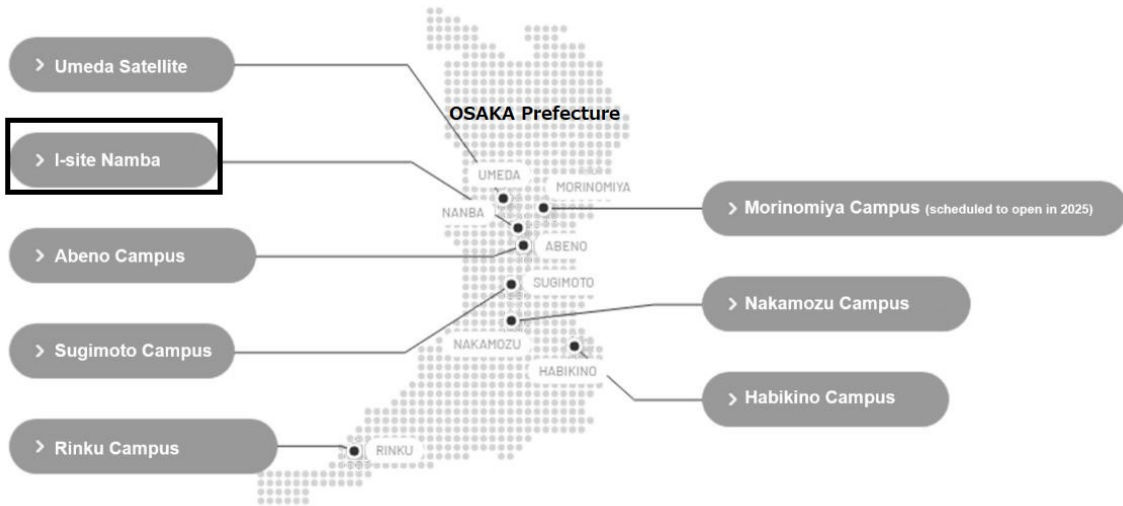 Umeda Satellite
OSAKA Prefecture
I-site Namba
UMEDA
MORINOMIYA
Morinomiya Campus (scheduled to open in 2025)
NANBA
Abeno Campus
ABENO
SUGIMOTO
Nakamozu Campus
Sugimoto Campus
NAKAMOZU
HABIKINO
Habikino Campus
Rinku Campus
RINKU